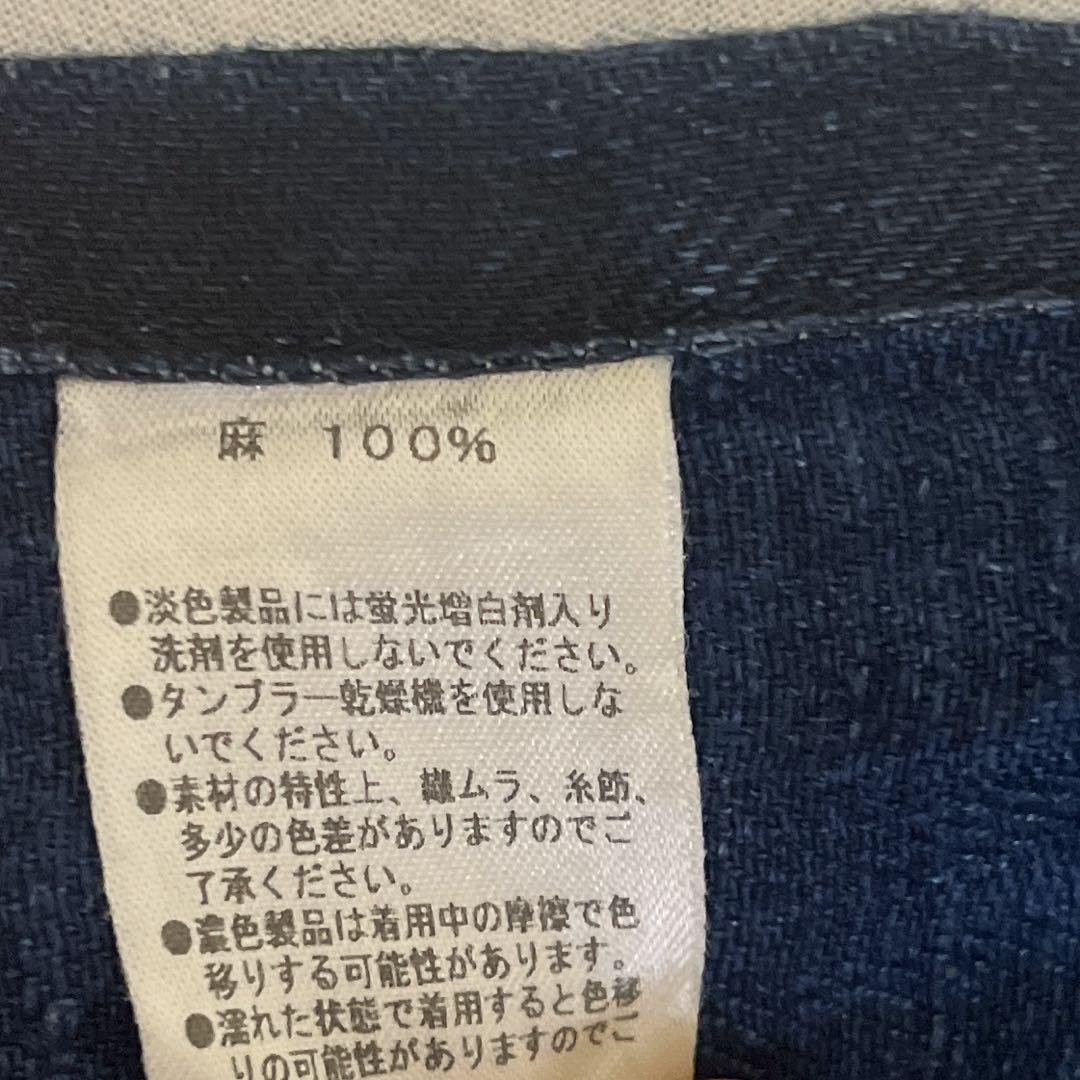 麻 100%
●淡色製品には蛍光増白剤入り
洗剤を使用しないでください。
●タンブラー乾燥機を使用しな
いでください。
●素材の特性上、織ムラ、糸節、
多少の色差がありますのでご
了承ください。
●濃色製品は着用中の摩擦で色
移りする可能性があります。
●濡れた状態で着用すると色移
りの可能性がありますのでご